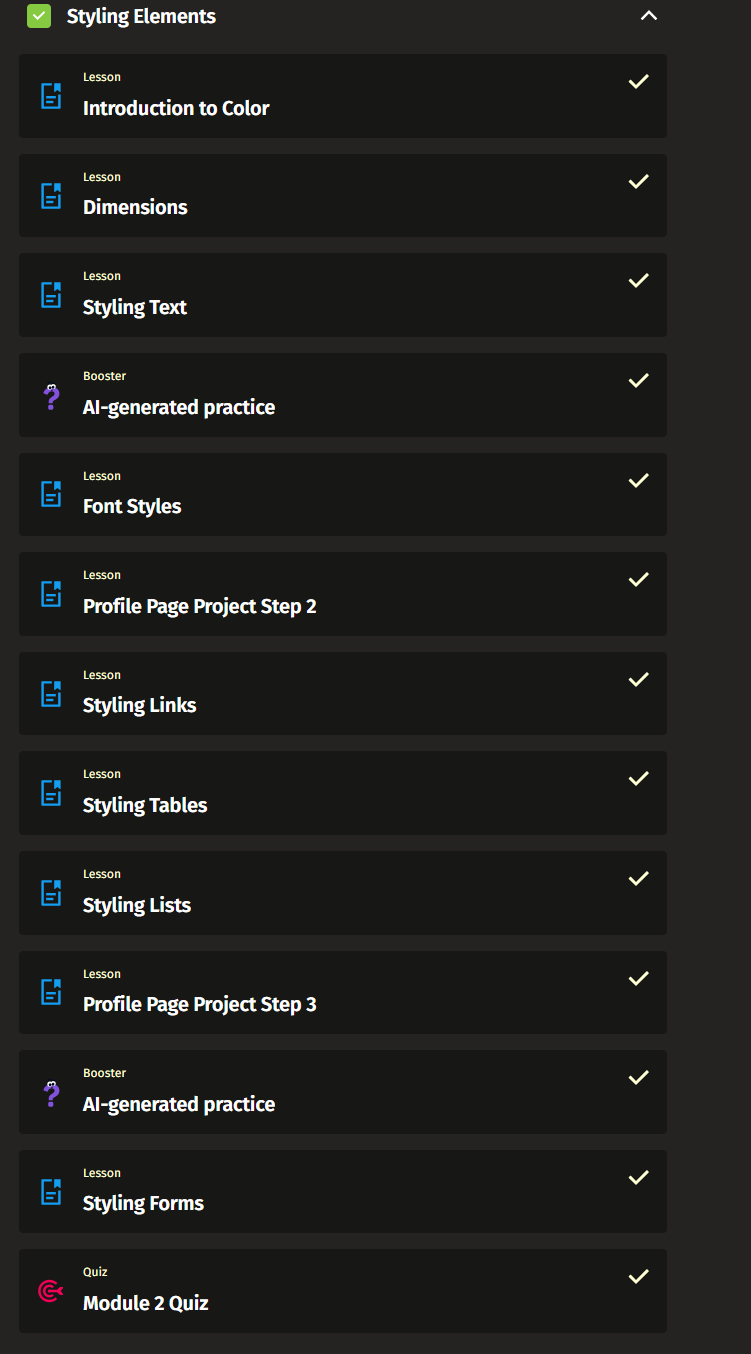 Styling Elements
Lesson
Introduction to Color
Lesson
Dimensions
Lesson
Styling Text
Booster
AI-generated practice
Lesson
Font Styles
Lesson
Profile Page Project Step 2
Lesson
Styling Links
Lesson
Styling Tables
Lesson
Styling Lists
Lesson
Profile Page Project Step 3
Booster
AI-generated practice
Lesson
Styling Forms
Quiz
Module 2 Quiz